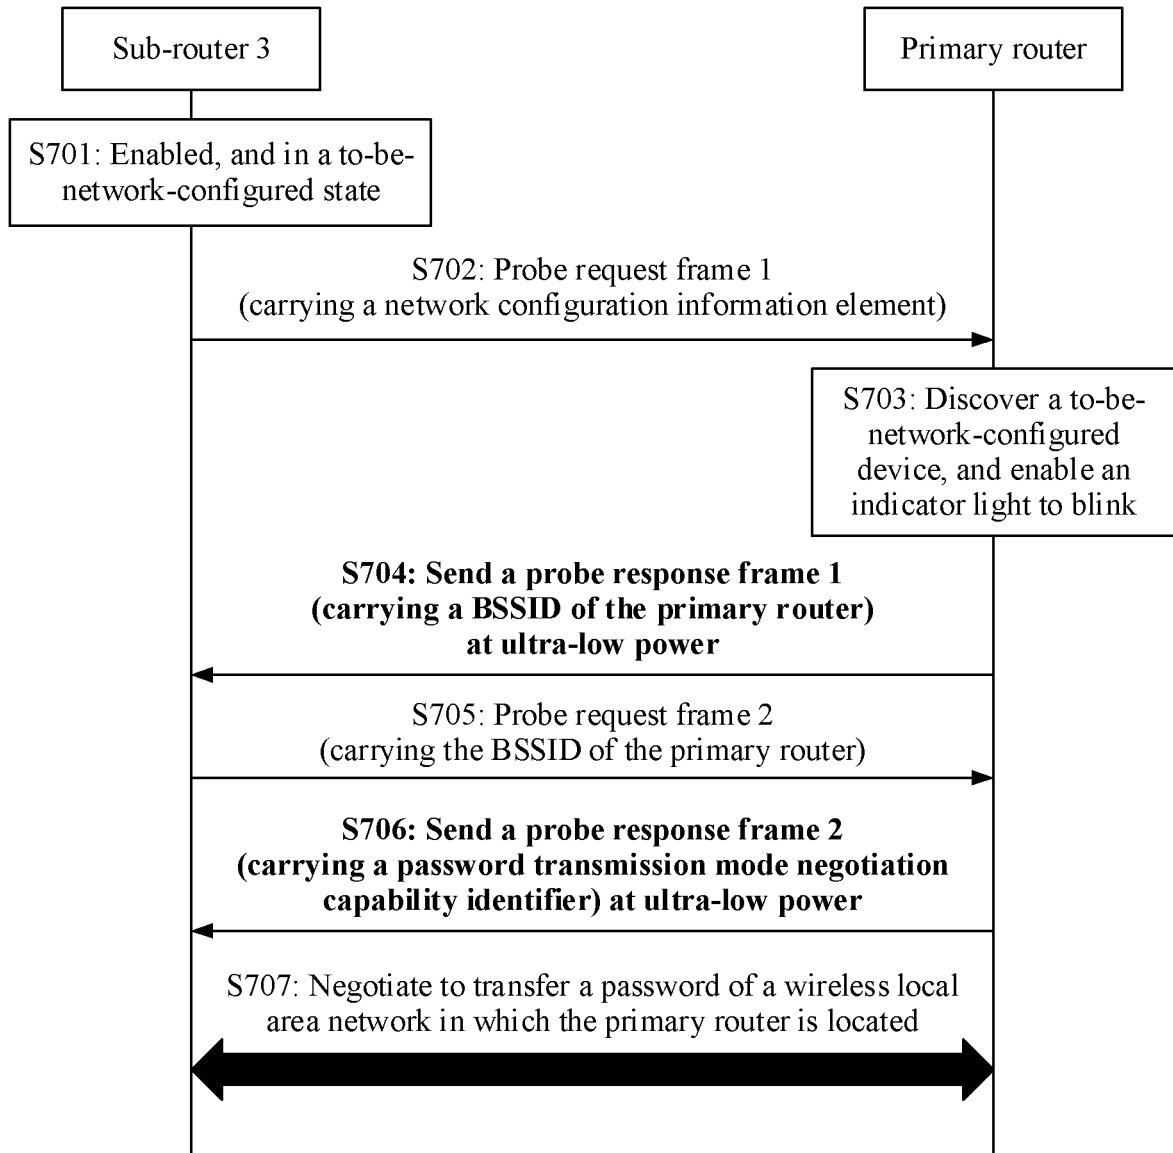 Sub-router 3
Primary router
S701: Enabled, and in a to-be-
network-configured state
S702: Probe request frame 1
(carrying a network configuration information element)
S703: Discover a to-be-
network-configured
device, and enable an
indicator light to blink
S704: Send a probe response frame 1
(carrying a BSSID of the primary router)
at ultra-low power
S705: Probe request frame 2
(carrying the BSSID of the primary router)
S706: Send a probe response frame 2
(carrying a password transmission mode negotiation
capability identifier) at ultra-low power
S707: Negotiate to transfer a password of a wireless local
area network in which the primary router is located